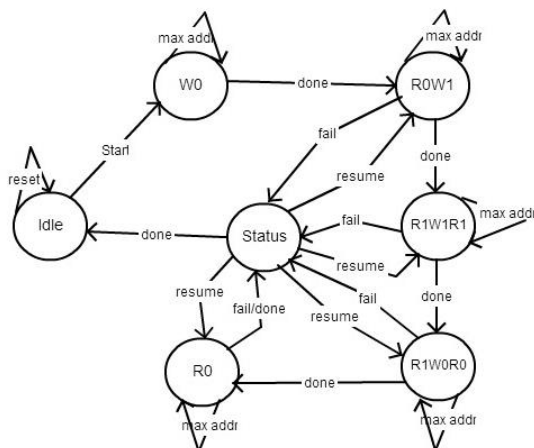 max addr
max addr
W0
done
R0W1
fail
Start
done
reset
resume
Idle
max addr
Status
fail
R1W1R1
done
resume
fail
done
resume
fail/done
resume
R0
R1W0R0
done
max addr
max addr